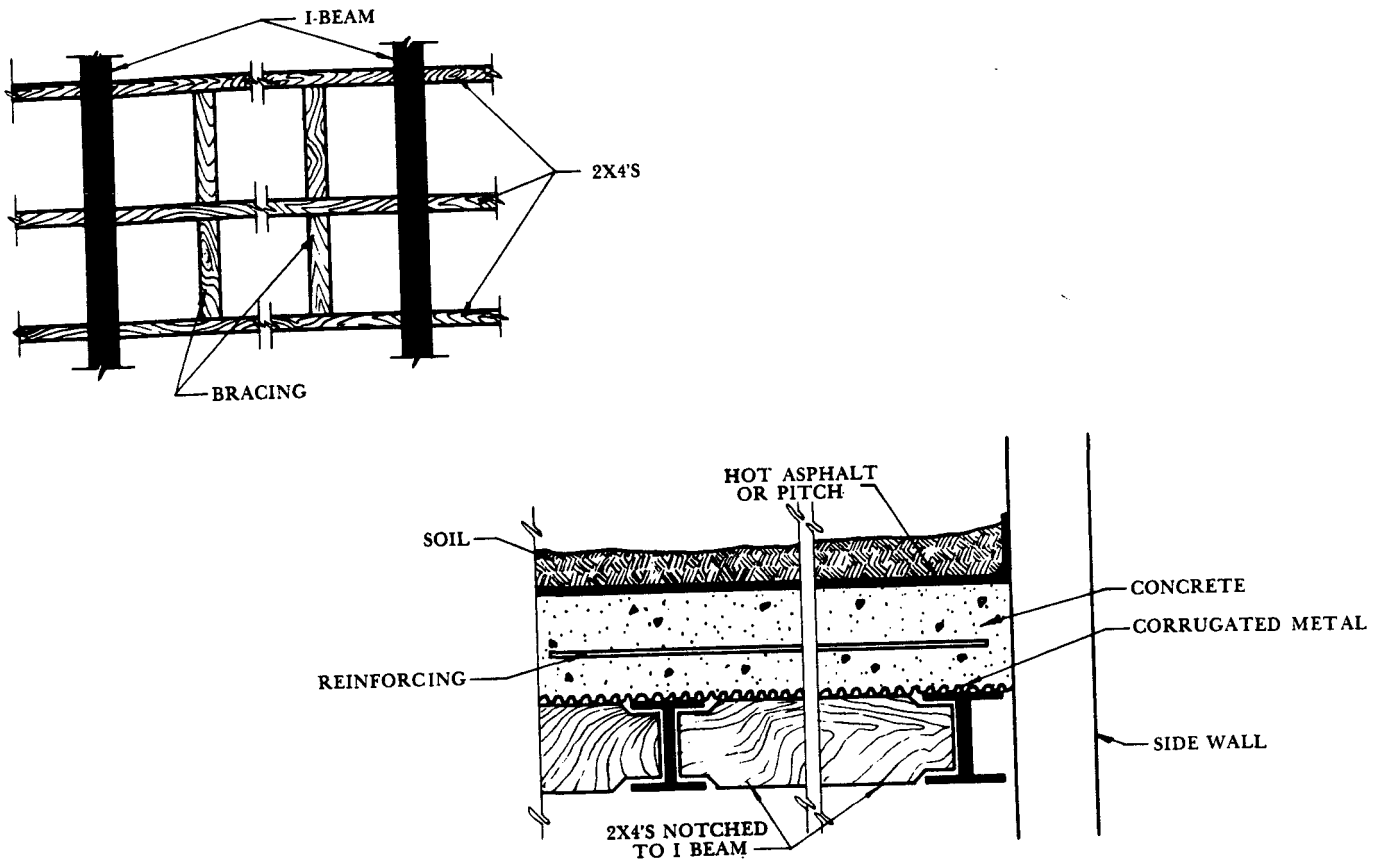 I-BEAM
2X4'S
BRACING
HOT ASPHALT
OR PITCH
SOIL
CONCRETE
CORRUGATED METAL
REINFORCING
SIDE WALL
2X4'S NOTCHED
TO I BEAM